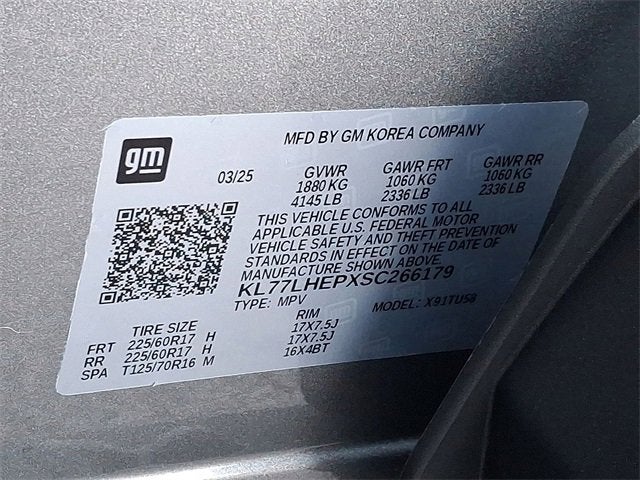 gm
MFD BY GM KOREA COMPANY
03/25 GVWR GAWR FRT GAWR RR
1880 KG 1060 KG 1060 KG
4145 LB 2336 LB 2336 LB
THIS VEHICLE CONFORMS TO ALL
APPLICABLE U.S. FEDERAL MOTOR
VEHICLE SAFETY AND THEFT PREVENTION
STANDARDS IN EFFECT ON THE DATE OF
MANUFACTURE SHOWN ABOVE.
KL77LHEPXSC266179
TYPE: MPV MODEL: X91TU58
TIRE SIZE RIM
FRT 225/60R17 H 17X7.5J
RR 225/60R17 H 17X7.5J
SPA T125/70R16 M 16X4BT